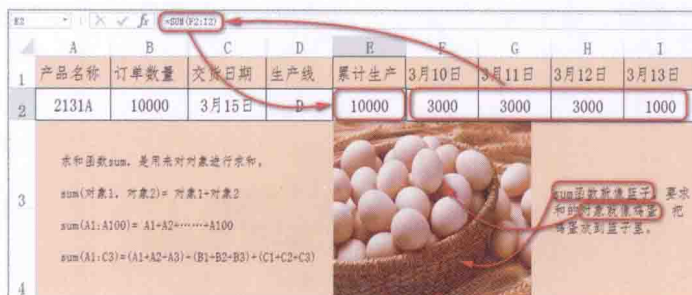 E2 fx =SUM(F2:I2)
A B C D E F G H I
1 产品名称 订单数量 交货日期 生产线 累计生产 3月10日 3月11日 3月12日 3月13日
2 2131A 10000 3月15日 D 10000 3000 3000 3000 1000
求和函数sum，是用来对对象进行求和，
sum(对象1，对象2)= 对象1+对象2
3
sum(A1:A100)= A1+A2+……+A100
sum(A1:C3)=(A1+A2+A3)+(B1+B2+B3)+(C1+C2+C3)
sum函数就像篮子，要求
和的对象就像鸡蛋，把
鸡蛋放到篮子里。
4